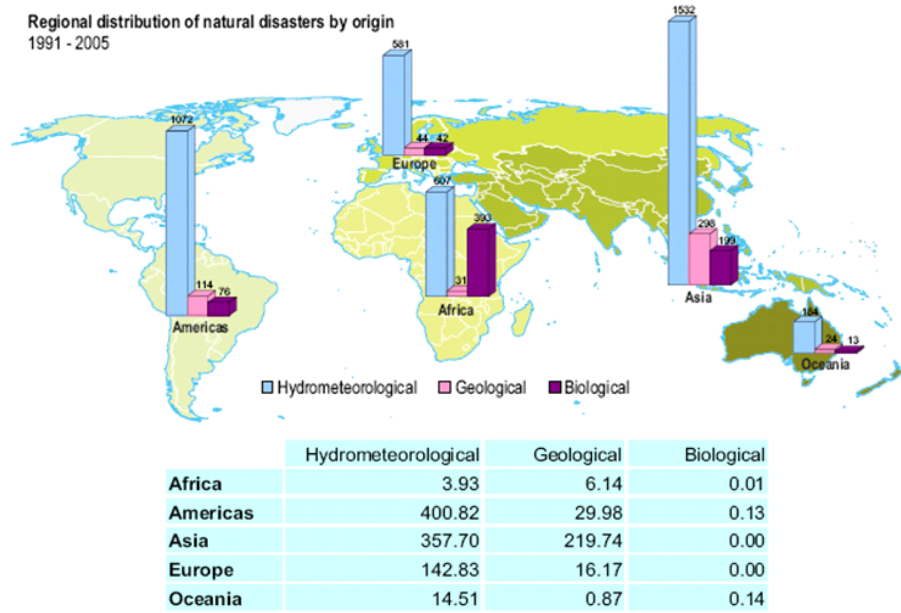 Regional distribution of natural disasters by origin
1991 - 2005
1532
581
1072
44 42
Europe
607
393
298
199
31
114
76
Africa
Asia
Americas
184
24 13
Oceania
Hydrometeorological Geological Biological
Hydrometeorological Geological Biological
Africa 3.93 6.14 0.01
Americas 400.82 29.98 0.13
Asia 357.70 219.74 0.00
Europe 142.83 16.17 0.00
Oceania 14.51 0.87 0.14